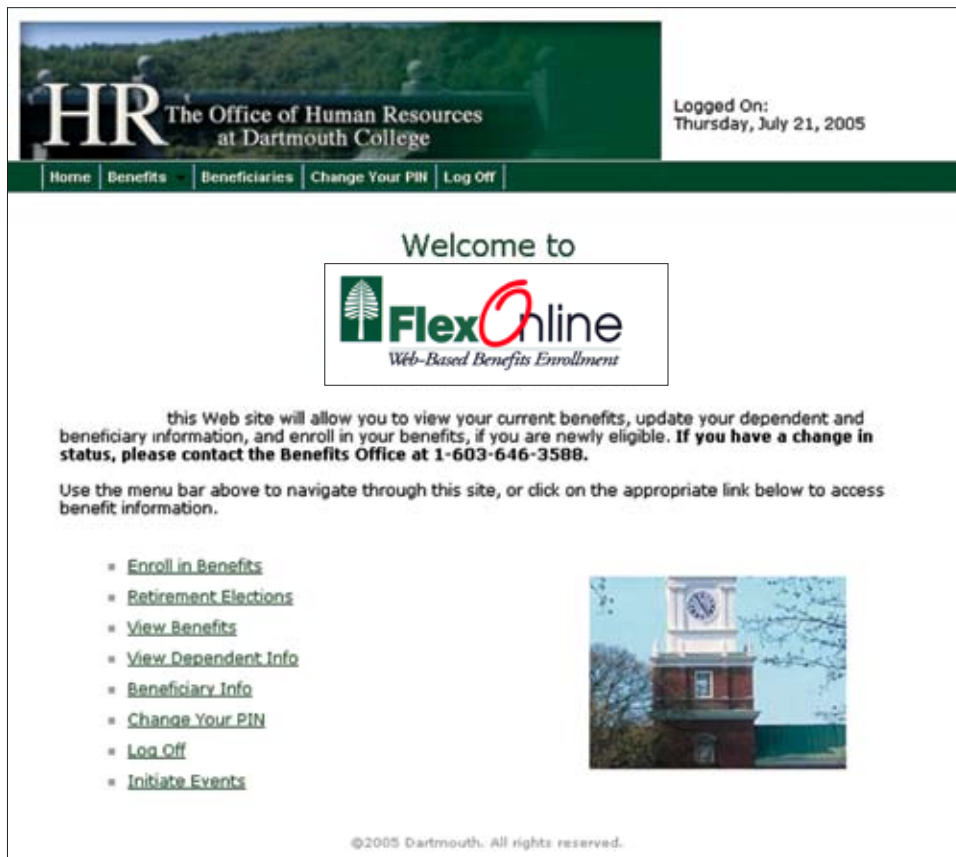 HR The Office of Human Resources
at Dartmouth College
Logged On:
Thursday, July 21, 2005
Home Benefits Beneficiaries Change Your PIN Log Off
Welcome to
FlexOnline
Web-Based Benefits Enrollment
this Web site will allow you to view your current benefits, update your dependent and
beneficiary information, and enroll in your benefits, if you are newly eligible. If you have a change in
status, please contact the Benefits Office at 1-603-646-3588.
Use the menu bar above to navigate through this site, or click on the appropriate link below to access
benefit information.
Enroll in Benefits
Retirement Elections
View Benefits
View Dependent Info
Beneficiary Info
Change Your PIN
Log Off
Initiate Events
©2005 Dartmouth. All rights reserved.